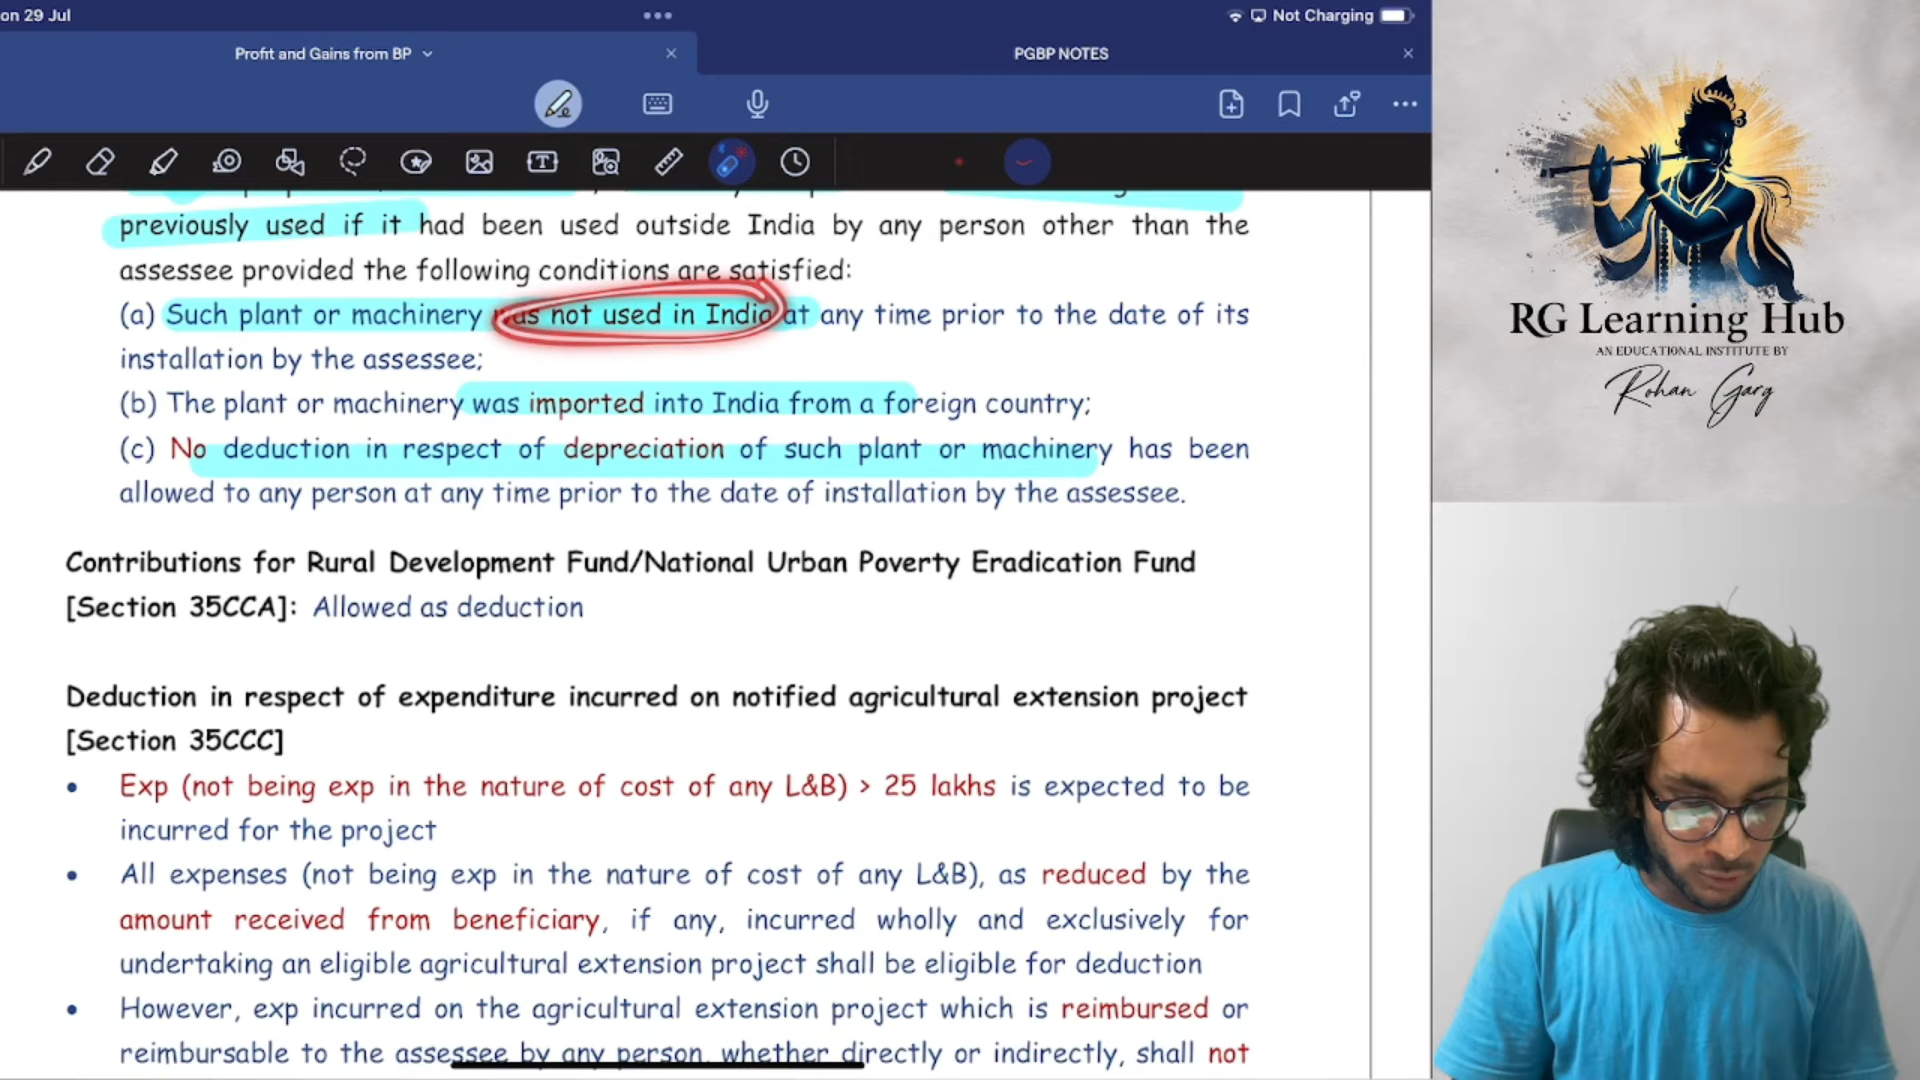 on 29 Jul
Not Charging
Profit and Gains from BP
PGBP NOTES
previously used if it had been used outside India by any person other than the
assessee provided the following conditions are satisfied:
(a) Such plant or machinery was not used in India at any time prior to the date of its
installation by the assessee;
(b) The plant or machinery was imported into India from a foreign country;
(c) No deduction in respect of depreciation of such plant or machinery has been
allowed to any person at any time prior to the date of installation by the assessee.
Contributions for Rural Development Fund/National Urban Poverty Eradication Fund
[Section 35CCA]: Allowed as deduction
Deduction in respect of expenditure incurred on notified agricultural extension project
[Section 35CCC]
• Exp (not being exp in the nature of cost of any L&B) > 25 lakhs is expected to be
incurred for the project
• All expenses (not being exp in the nature of cost of any L&B), as reduced by the
amount received from beneficiary, if any, incurred wholly and exclusively for
undertaking an eligible agricultural extension project shall be eligible for deduction
• However, exp incurred on the agricultural extension project which is reimbursed or
reimbursable to the assessee by any person, whether directly or indirectly, shall not
RG Learning Hub
AN EDUCATIONAL INSTITUTE BY
Rohan Garg